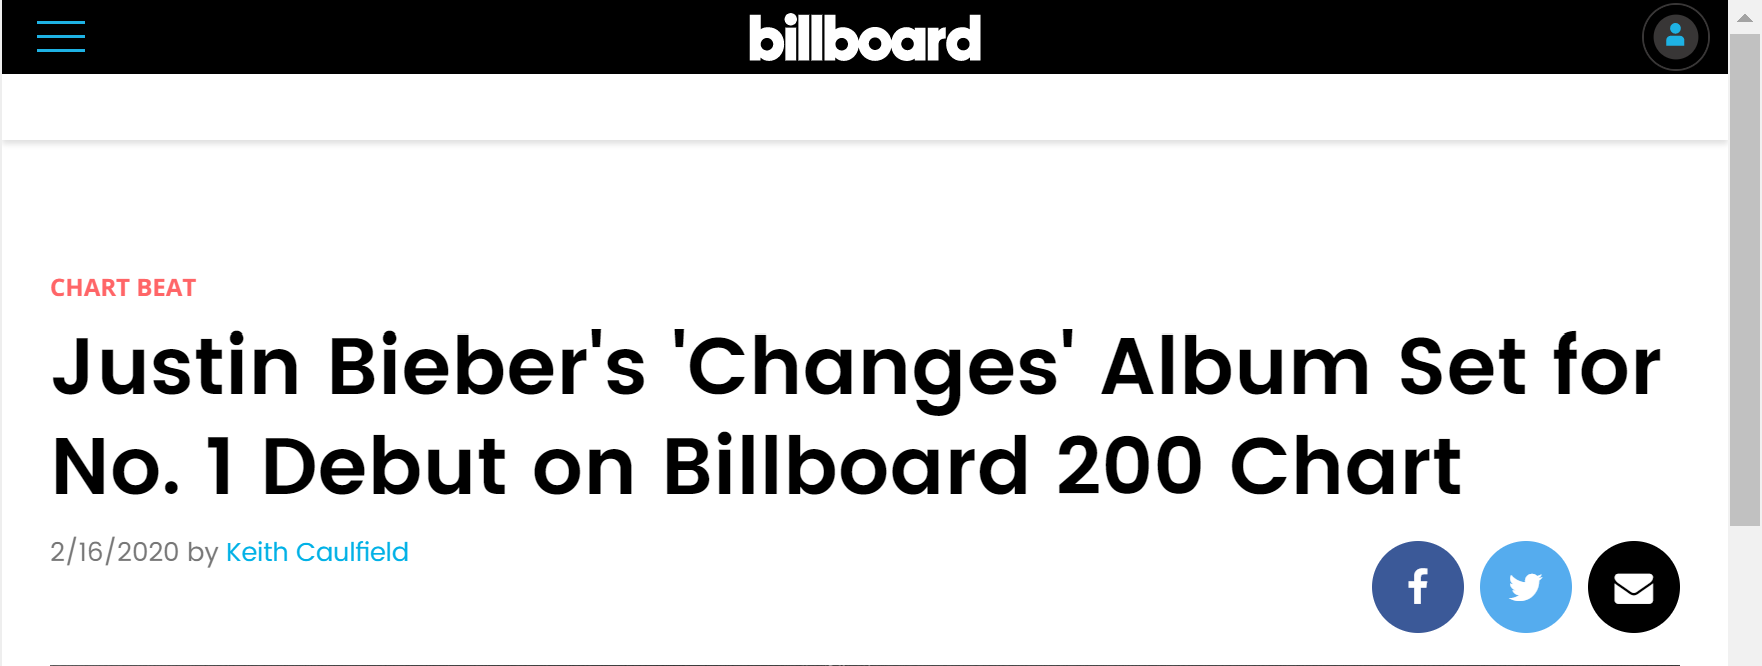 billboard
CHART BEAT
Justin Bieber's 'Changes' Album Set for
No. 1 Debut on Billboard 200 Chart
2/16/2020 by Keith Caulfield